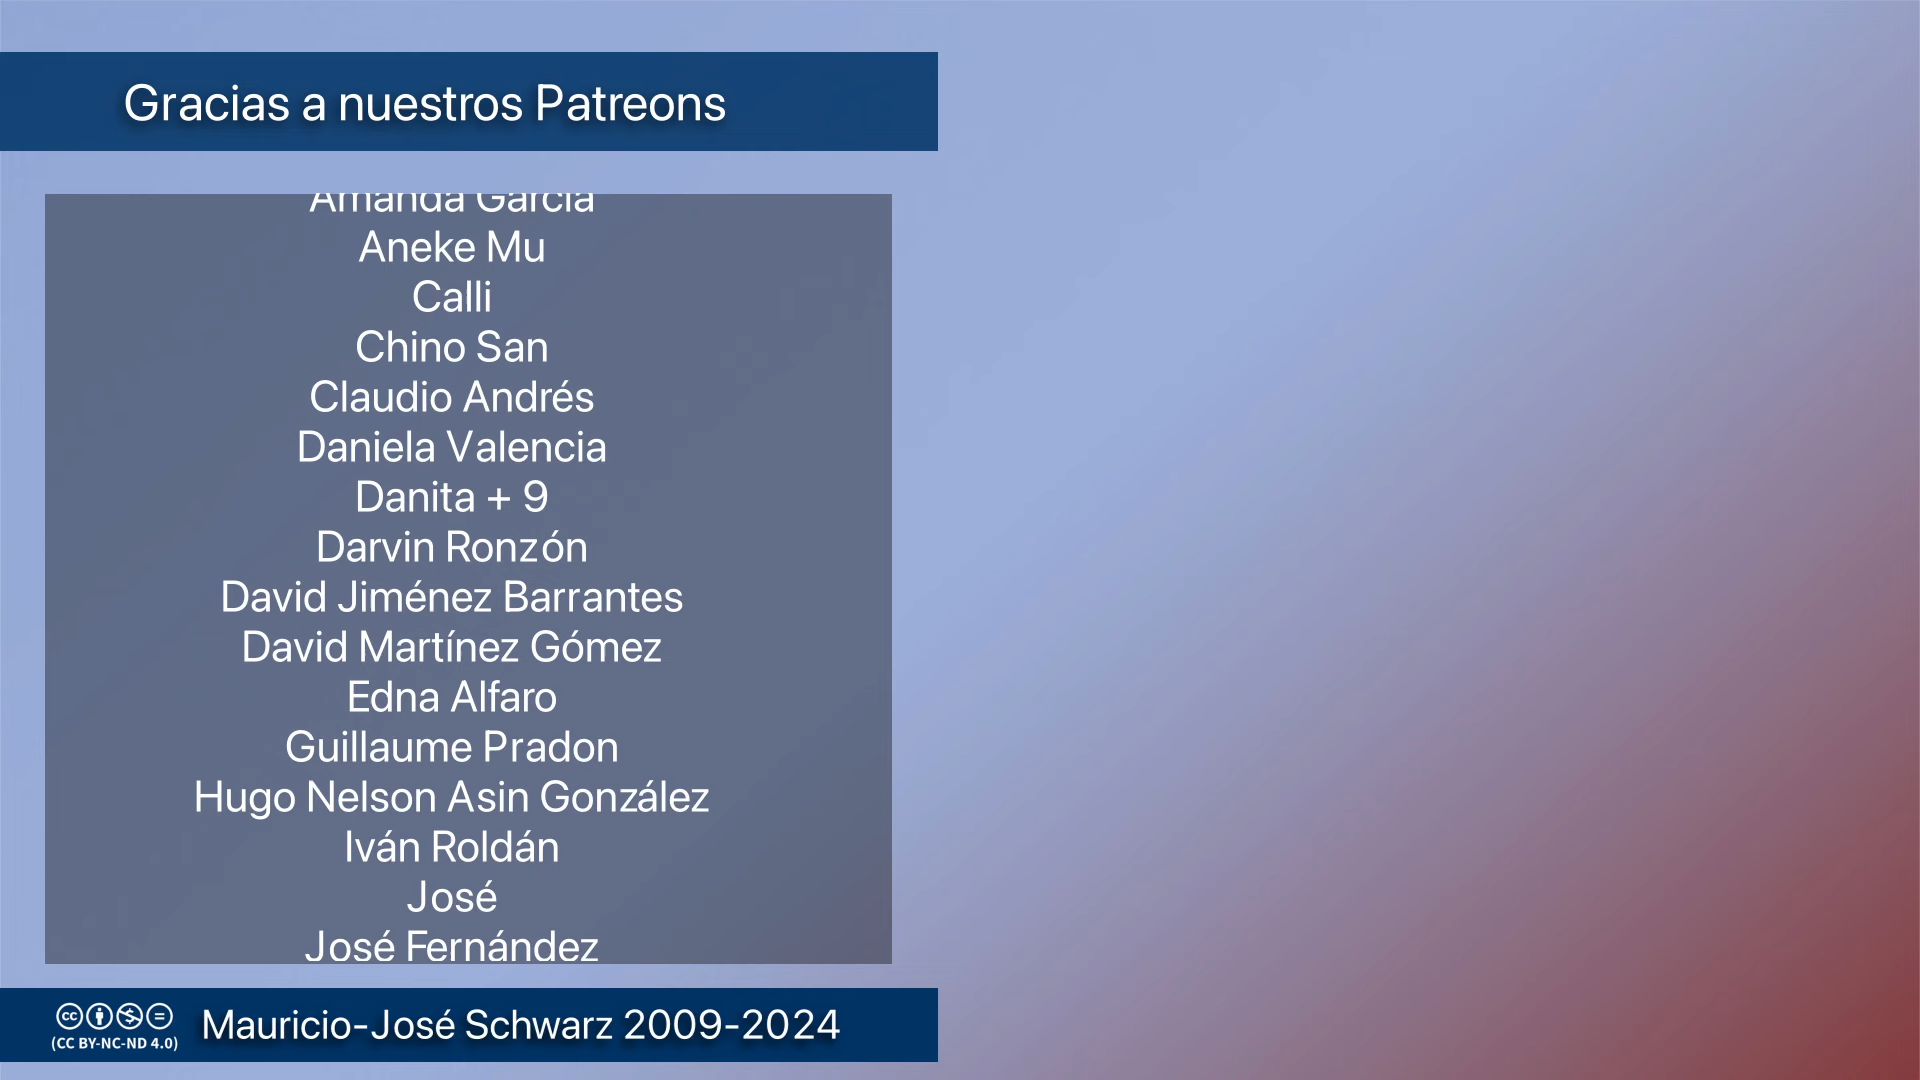 Gracias a nuestros Patreons
Amanda García
Aneke Mu
Calli
Chino San
Claudio Andrés
Daniela Valencia
Danita + 9
Darvin Ronzón
David Jiménez Barrantes
David Martínez Gómez
Edna Alfaro
Guillaume Pradon
Hugo Nelson Asin González
Iván Roldán
José
José Fernández
Mauricio-José Schwarz 2009-2024
(CC BY-NC-ND 4.0)